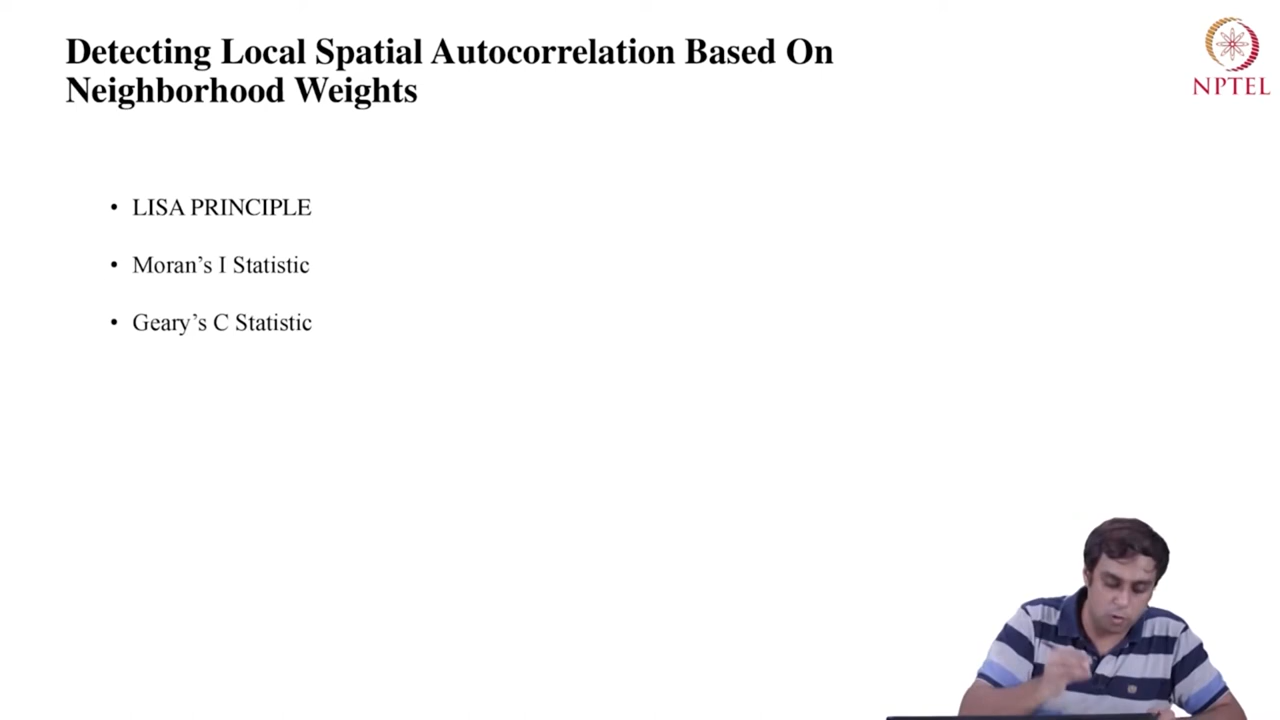 Detecting Local Spatial Autocorrelation Based On
Neighborhood Weights
NPTEL
• LISA PRINCIPLE
• Moran’s I Statistic
• Geary’s C Statistic